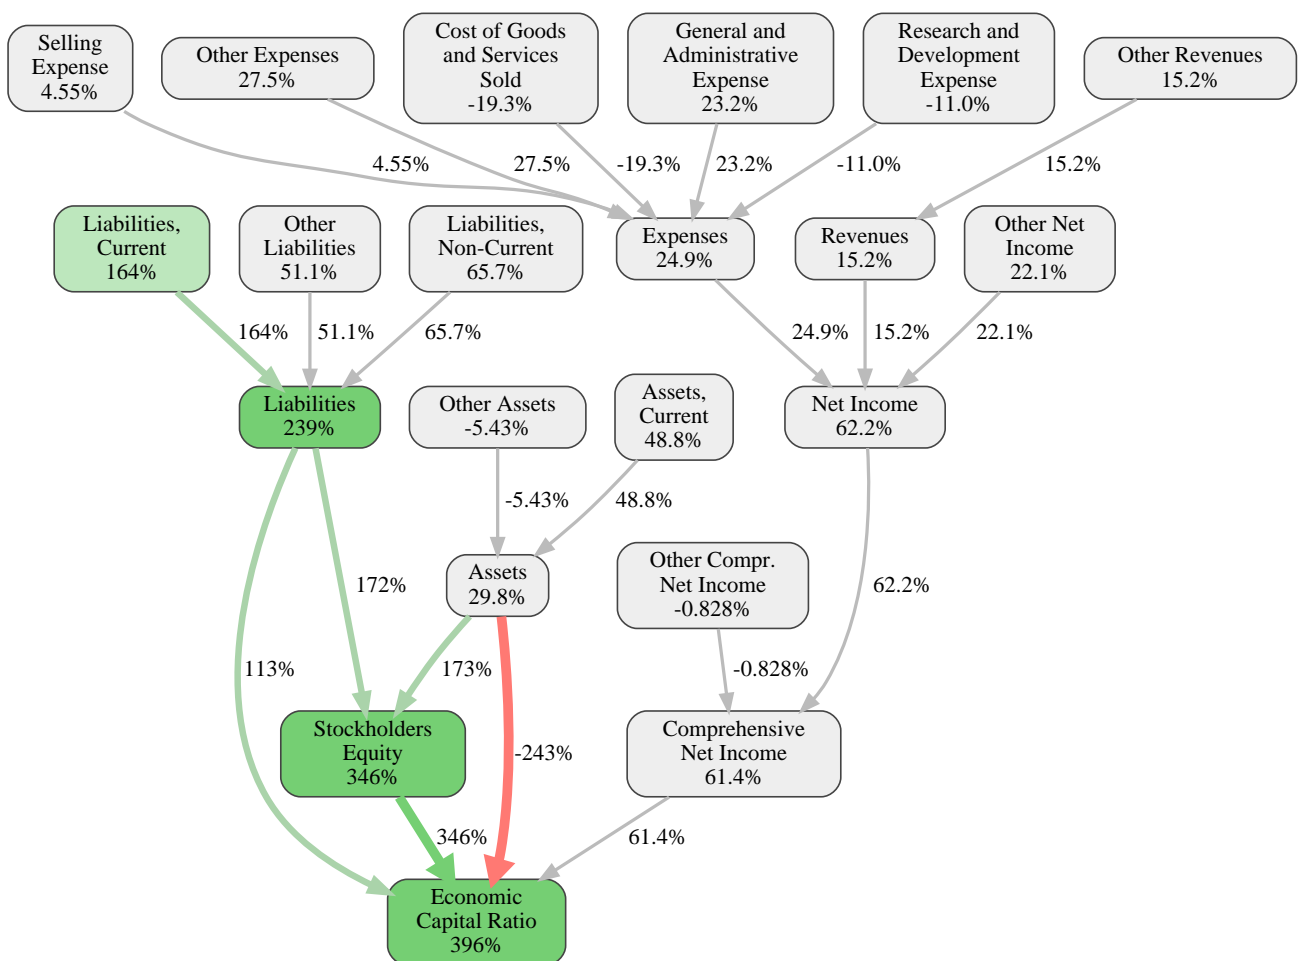 Selling
Expense
4.55%
Other Expenses
27.5%
Cost of Goods
and Services
Sold
-19.3%
General and
Administrative
Expense
23.2%
Research and
Development
Expense
-11.0%
Other Revenues
15.2%
4.55%
27.5%
-19.3%
23.2%
-11.0%
15.2%
Liabilities,
Current
164%
Other
Liabilities
51.1%
Liabilities,
Non-Current
65.7%
Expenses
24.9%
Revenues
15.2%
Other Net
Income
22.1%
164%
51.1%
65.7%
24.9%
15.2%
22.1%
Liabilities
239%
Other Assets
-5.43%
Assets,
Current
48.8%
Net Income
62.2%
-5.43%
48.8%
Assets
29.8%
Other Compr.
Net Income
-0.828%
172%
62.2%
113%
173%
-0.828%
Stockholders
Equity
346%
-243%
Comprehensive
Net Income
61.4%
346%
61.4%
Economic
Capital Ratio
396%